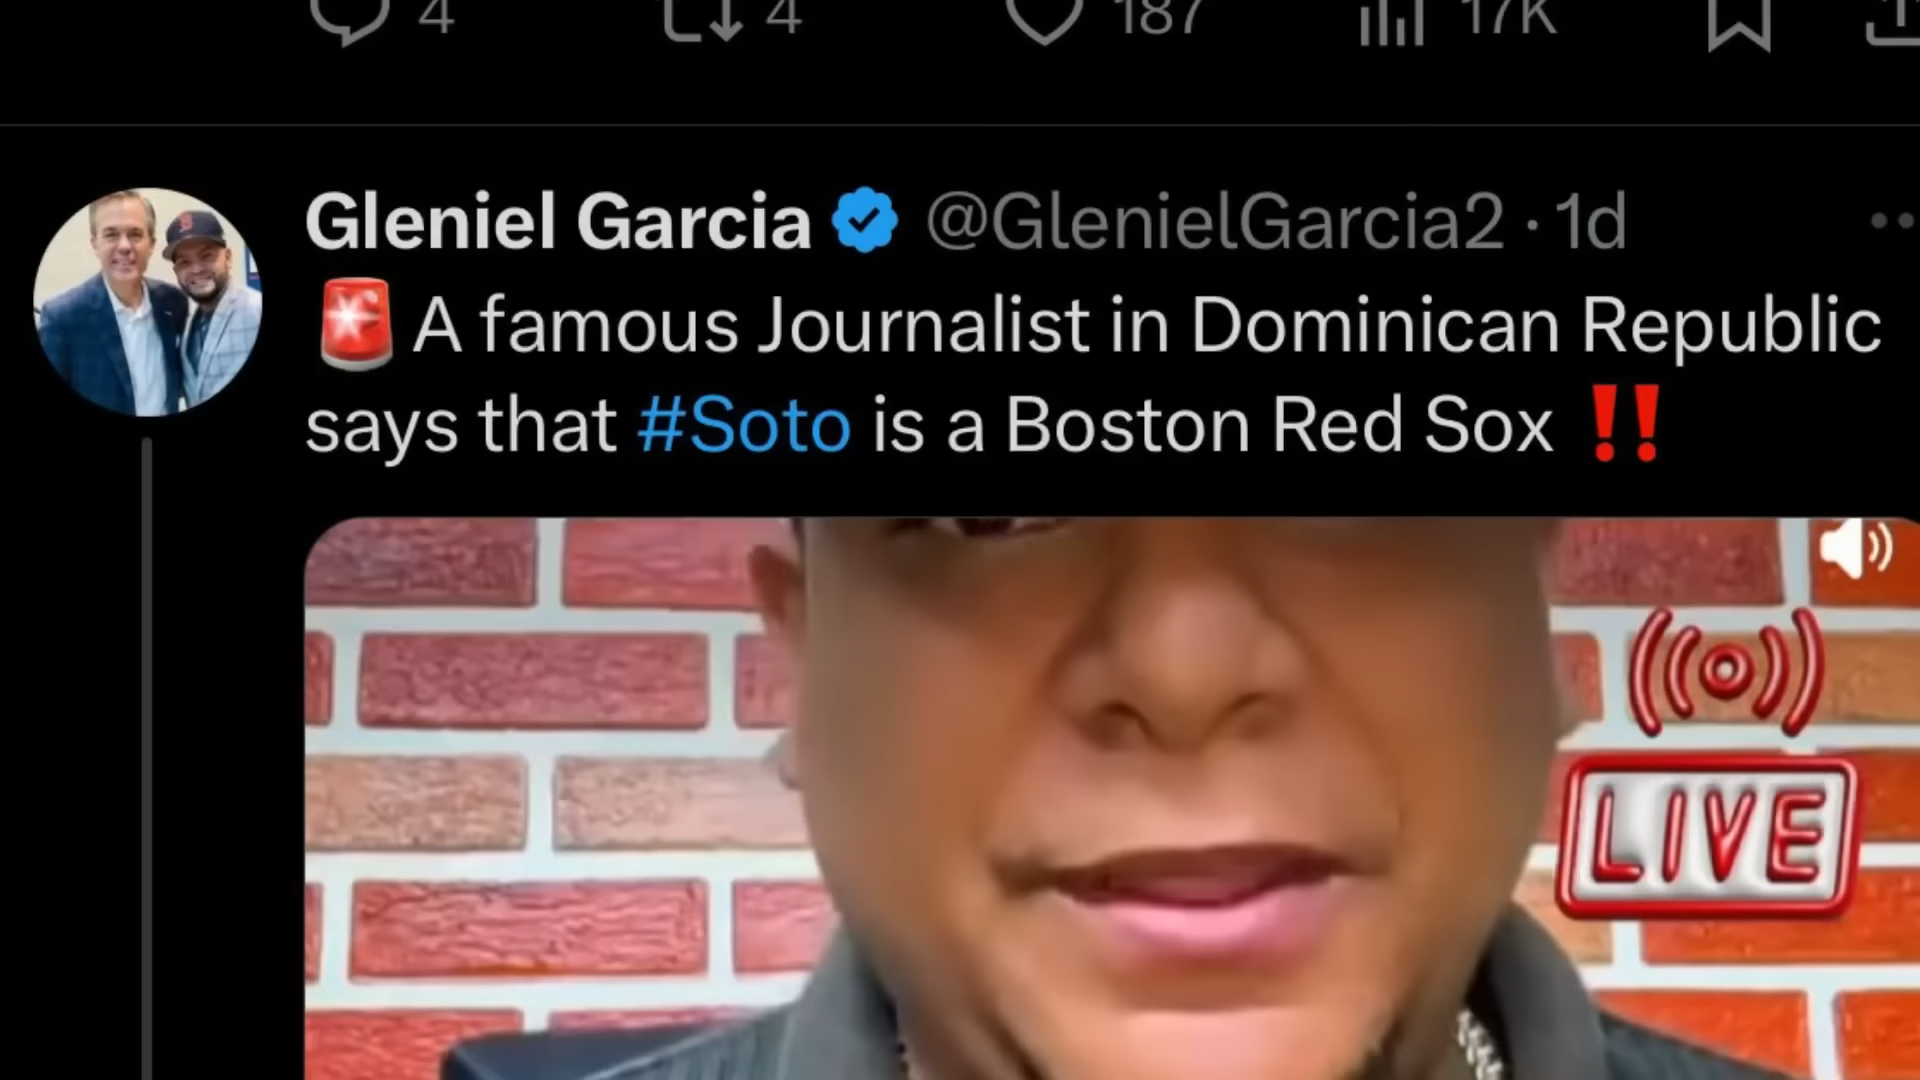 4 4 187 17K
Gleniel Garcia @GlenielGarcia2 · 1d
A famous Journalist in Dominican Republic
says that #Soto is a Boston Red Sox ‼️
LIVE